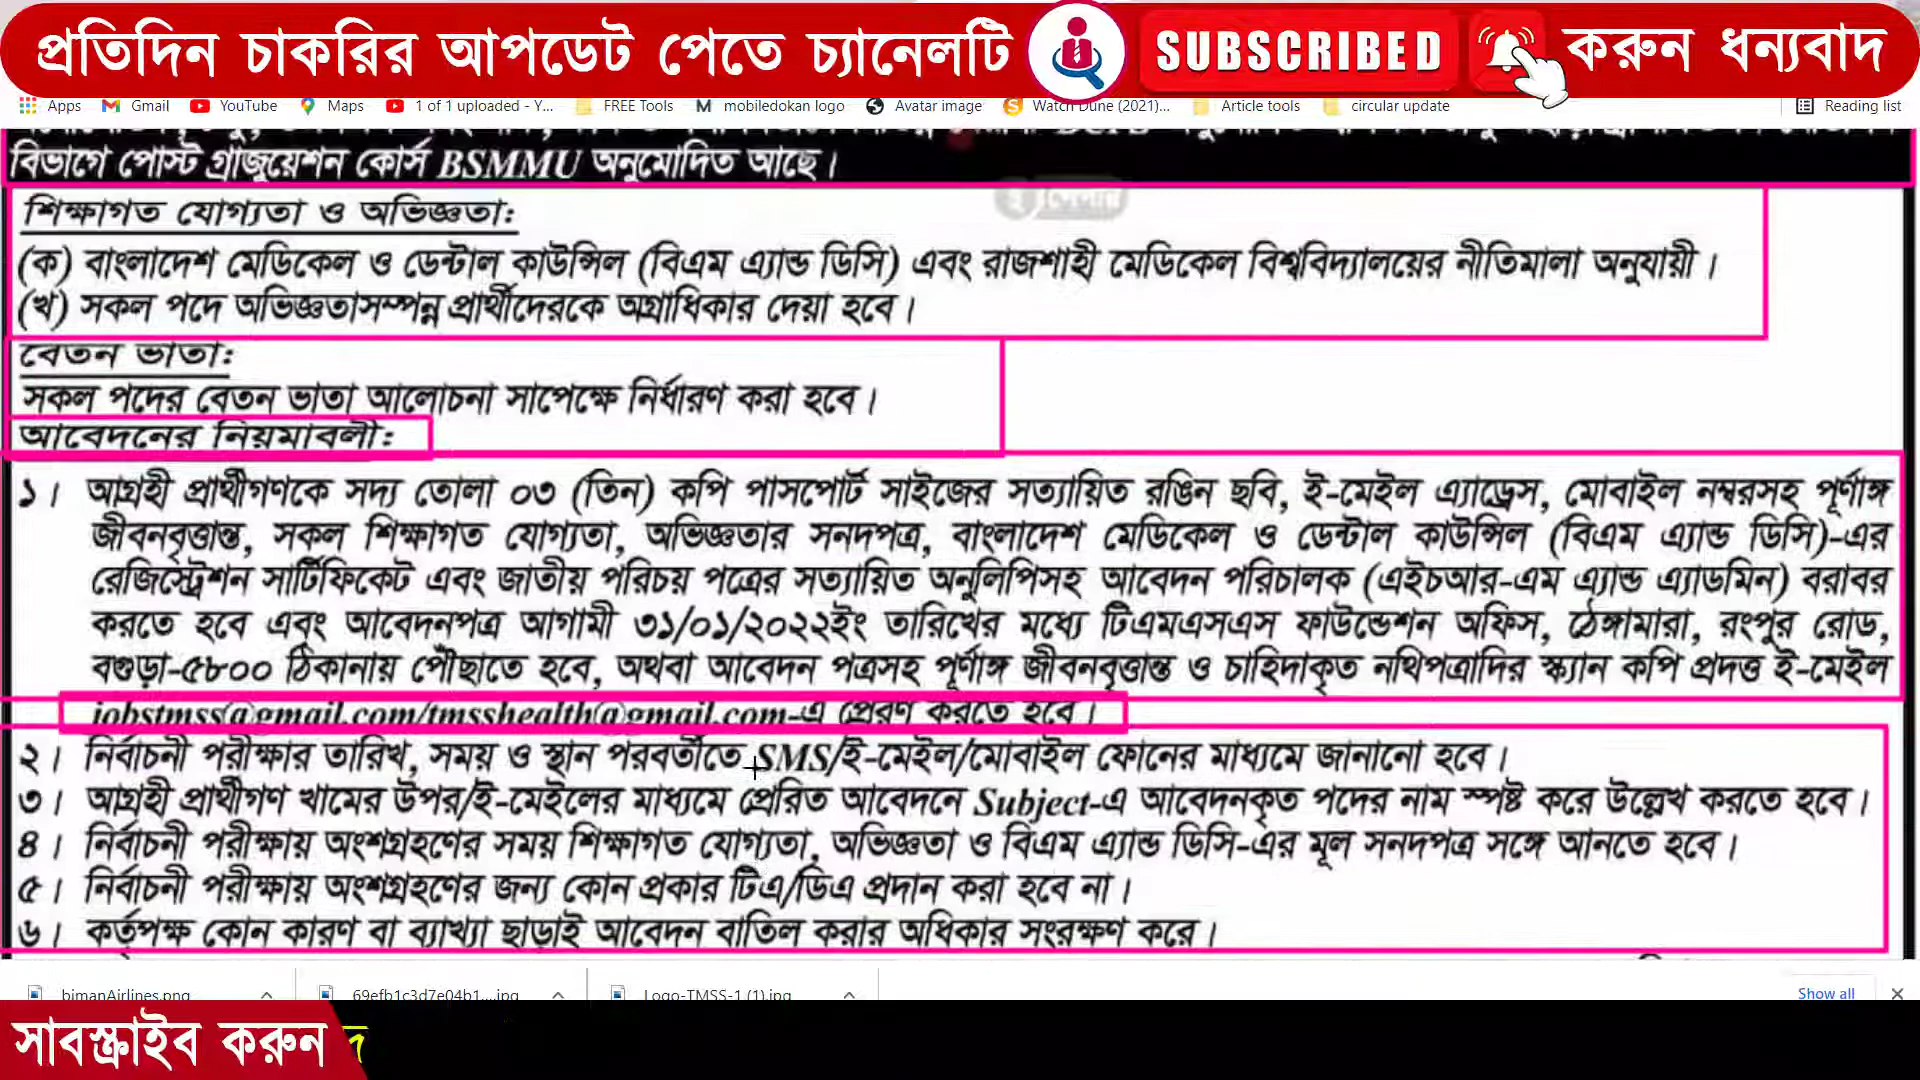 প্রতিদিন চাকরির আপডেট পেতে চ্যানেলটি SUBSCRIBED করুন ধন্যবাদ
Apps Gmail YouTube Maps 1 of 1 uploaded - Y... FREE Tools mobiledokan logo Avatar image Watch Dune (2021)... Article tools circular update Reading list
বিভাগে পোস্ট গ্রাজুয়েশন কোর্স BSMMU অনুমোদিত আছে।
শিক্ষাগত যোগ্যতা ও অভিজ্ঞতা:
(ক) বাংলাদেশ মেডিকেল ও ডেন্টাল কাউন্সিল (বিএম এ্যান্ড ডিসি) এবং রাজশাহী মেডিকেল বিশ্ববিদ্যালয়ের নীতিমালা অনুযায়ী।
(খ) সকল পদে অভিজ্ঞতাসম্পন্ন প্রার্থীদেরকে অগ্রাধিকার দেয়া হবে।
বেতন ভাতা:
সকল পদের বেতন ভাতা আলোচনা সাপেক্ষে নির্ধারণ করা হবে।
আবেদনের নিয়মাবলী:
১। আগ্রহী প্রার্থীগণকে সদ্য তোলা ০৩ (তিন) কপি পাসপোর্ট সাইজের সত্যায়িত রঙিন ছবি, ই-মেইল এ্যাড্রেস, মোবাইল নম্বরসহ পূর্ণাঙ্গ
জীবনবৃত্তান্ত, সকল শিক্ষাগত যোগ্যতা, অভিজ্ঞতার সনদপত্র, বাংলাদেশ মেডিকেল ও ডেন্টাল কাউন্সিল (বিএম এ্যান্ড ডিসি)-এর
রেজিস্ট্রেশন সার্টিফিকেট এবং জাতীয় পরিচয় পত্রের সত্যায়িত অনুলিপিসহ আবেদন পরিচালক (এইচআর-এম এ্যান্ড এ্যাডমিন) বরাবর
করতে হবে এবং আবেদনপত্র আগামী ৩১/০১/২০২২ইং তারিখের মধ্যে টিএমএসএস ফাউন্ডেশন অফিস, ঠেঙ্গামারা, রংপুর রোড,
বগুড়া-৫৮০০ ঠিকানায় পৌঁছাতে হবে, অথবা আবেদন পত্রসহ পূর্ণাঙ্গ জীবনবৃত্তান্ত ও চাহিদাকৃত নথিপত্রাদির স্ক্যান কপি প্রদত্ত ই-মেইল
jobstmss@gmail.com/tmsshealth@gmail.com-এ প্রেরণ করতে হবে।
২। নির্বাচনী পরীক্ষার তারিখ, সময় ও স্থান পরবর্তীতে SMS/ই-মেইল/মোবাইল ফোনের মাধ্যমে জানানো হবে।
৩। আগ্রহী প্রার্থীগণ খামের উপর/ই-মেইলের মাধ্যমে প্রেরিত আবেদনে Subject-এ আবেদনকৃত পদের নাম স্পষ্ট করে উল্লেখ করতে হবে।
৪। নির্বাচনী পরীক্ষায় অংশগ্রহণের সময় শিক্ষাগত যোগ্যতা, অভিজ্ঞতা ও বিএম এ্যান্ড ডিসি-এর মূল সনদপত্র সঙ্গে আনতে হবে।
৫। নির্বাচনী পরীক্ষায় অংশগ্রহণের জন্য কোন প্রকার টিএ/ডিএ প্রদান করা হবে না।
৬। কর্তৃপক্ষ কোন কারণ বা ব্যাখ্যা ছাড়াই আবেদন বাতিল করার অধিকার সংরক্ষণ করে।
bimanAirlines.png 69efb1c3d7e04b1....jpg Logo-TMSS-1 (1).jpg Show all
সাবস্ক্রাইব করুন